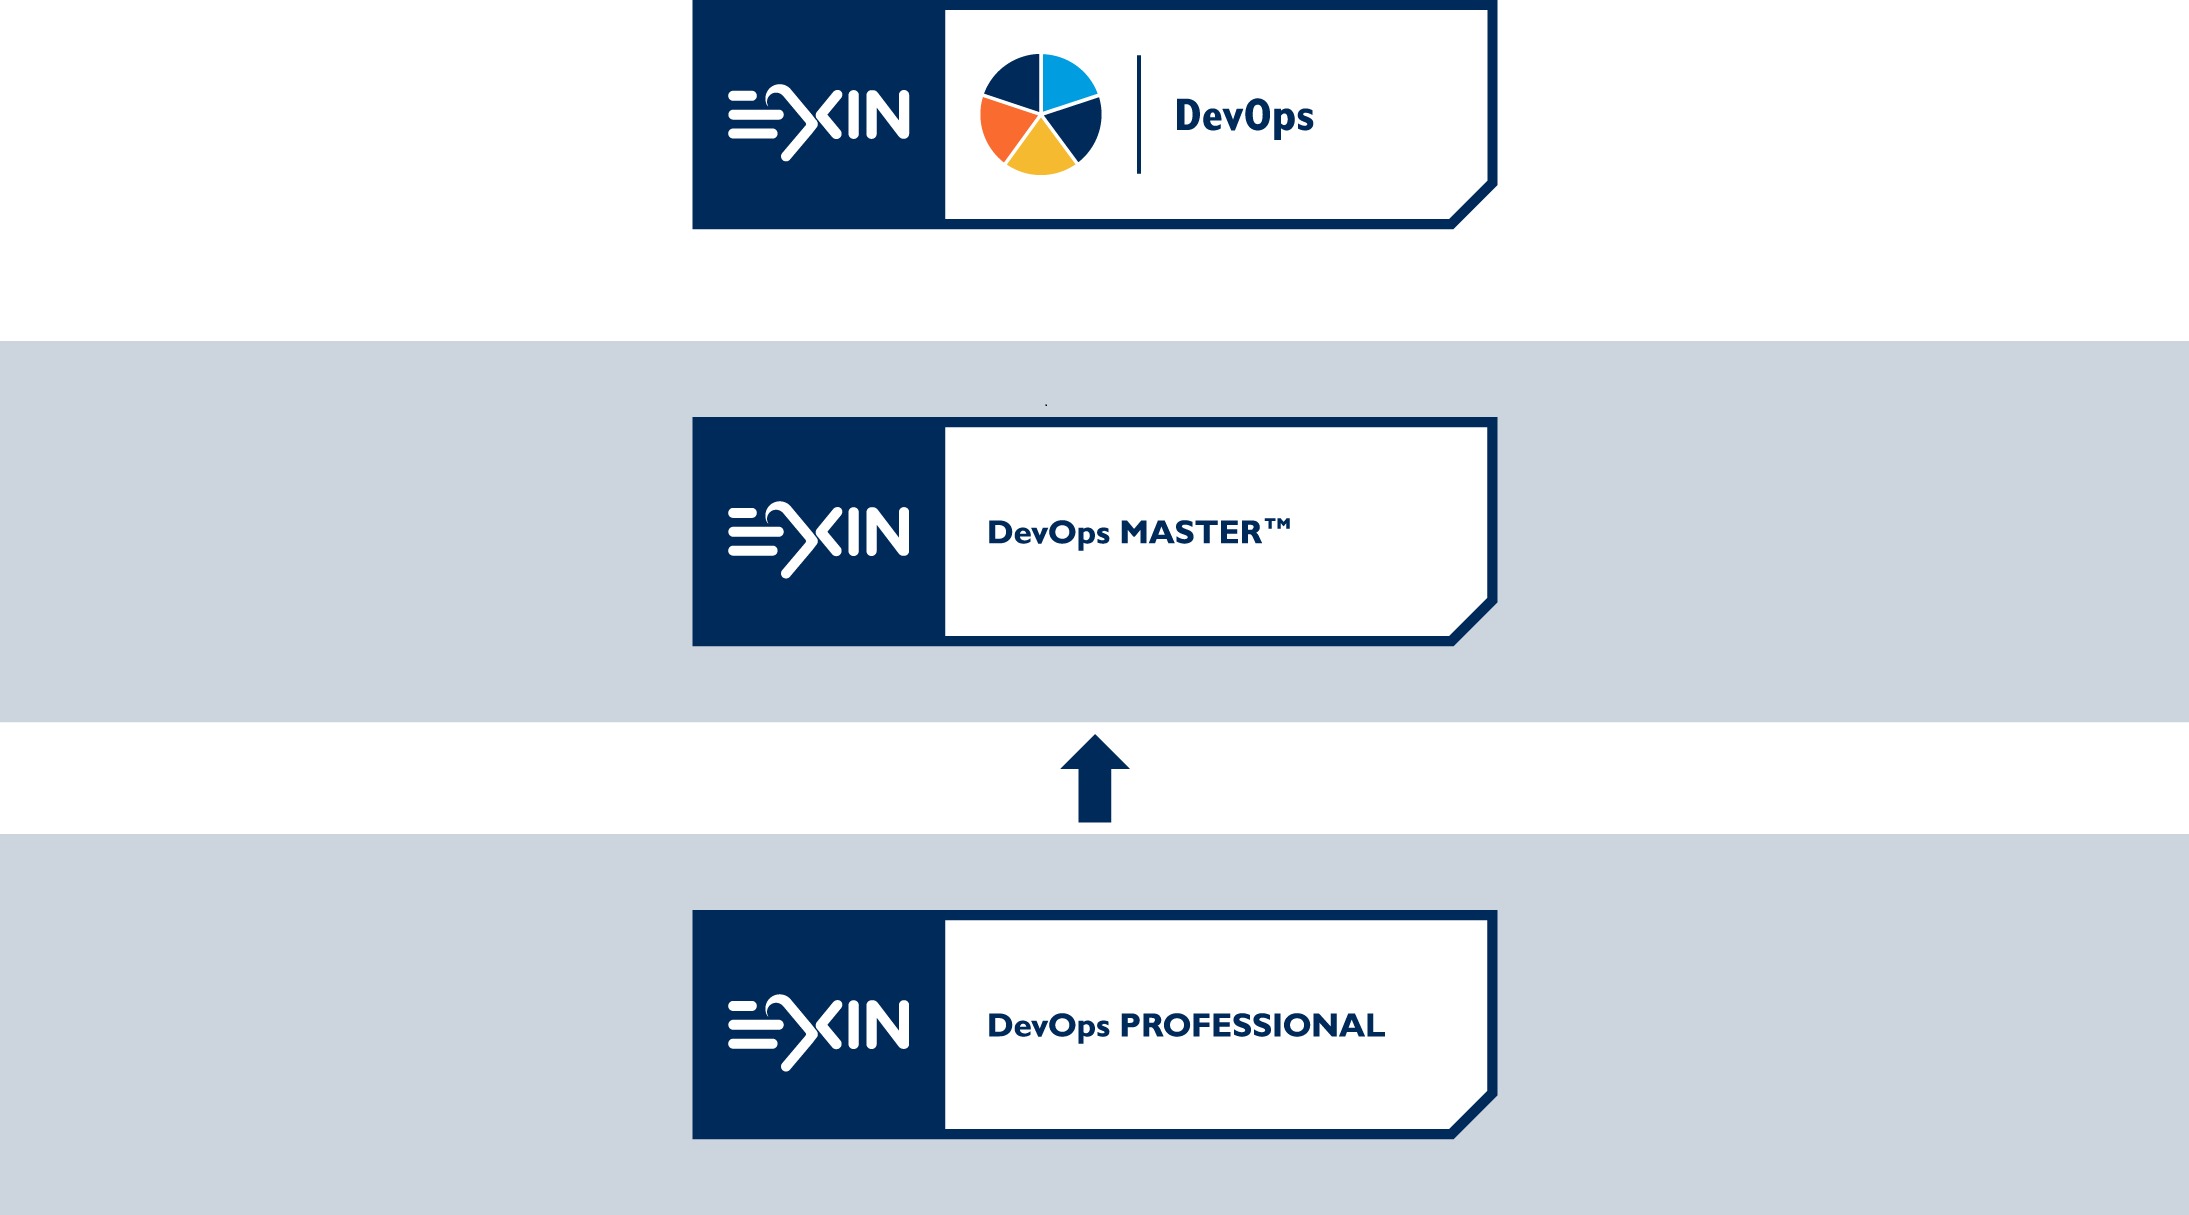 EXIN
DevOps
EXIN
DevOps MASTER™
EXIN
DevOps PROFESSIONAL